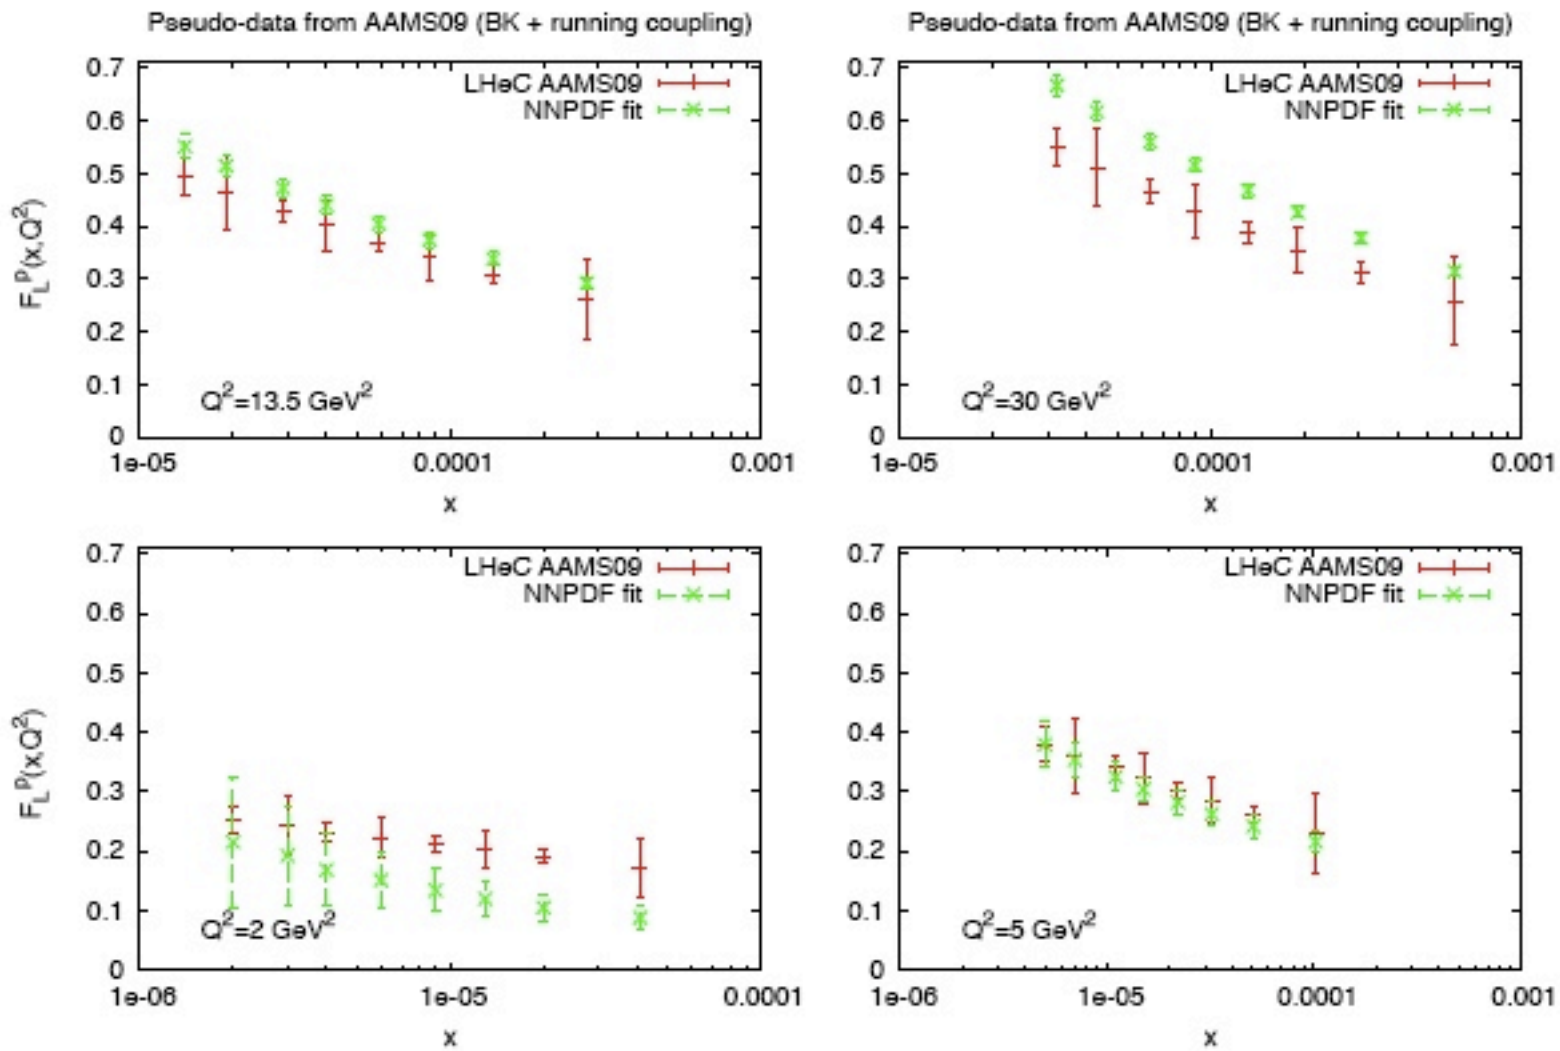 Pseudo-data from AAMS09 (BK + running coupling)
0.7
0.6
0.5
0.4
0.3
0.2
0.1
0
F_L^p(x,Q^2)
LHeC AAMS09
NNPDF fit
Q^2=13.5 GeV^2
1e-05 0.0001 0.001
x
Pseudo-data from AAMS09 (BK + running coupling)
0.7
0.6
0.5
0.4
0.3
0.2
0.1
0
LHeC AAMS09
NNPDF fit
Q^2=30 GeV^2
1e-05 0.0001 0.001
x
0.7
0.6
0.5
0.4
0.3
0.2
0.1
0
F_L^p(x,Q^2)
LHeC AAMS09
NNPDF fit
Q^2=2 GeV^2
1e-06 1e-05 0.0001
x
0.7
0.6
0.5
0.4
0.3
0.2
0.1
0
LHeC AAMS09
NNPDF fit
Q^2=5 GeV^2
1e-06 1e-05 0.0001 0.001
x